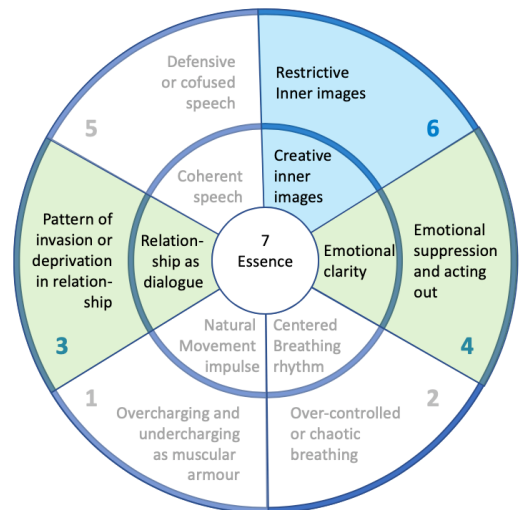 Defensive
or cofused
speech
5
Restrictive
Inner images
6
Coherent
speech
Creative
inner
images
Pattern of
invasion or
deprivation
in relation-
ship
3
Relation-
ship as
dialogue
7
Essence
Emotional
clarity
Emotional
suppression
and acting
out
4
Natural
Movement
impulse
Centered
Breathing
rhythm
1
Overcharging and
undercharging
as muscular
armour
2
Over-controlled
or chaotic
breathing